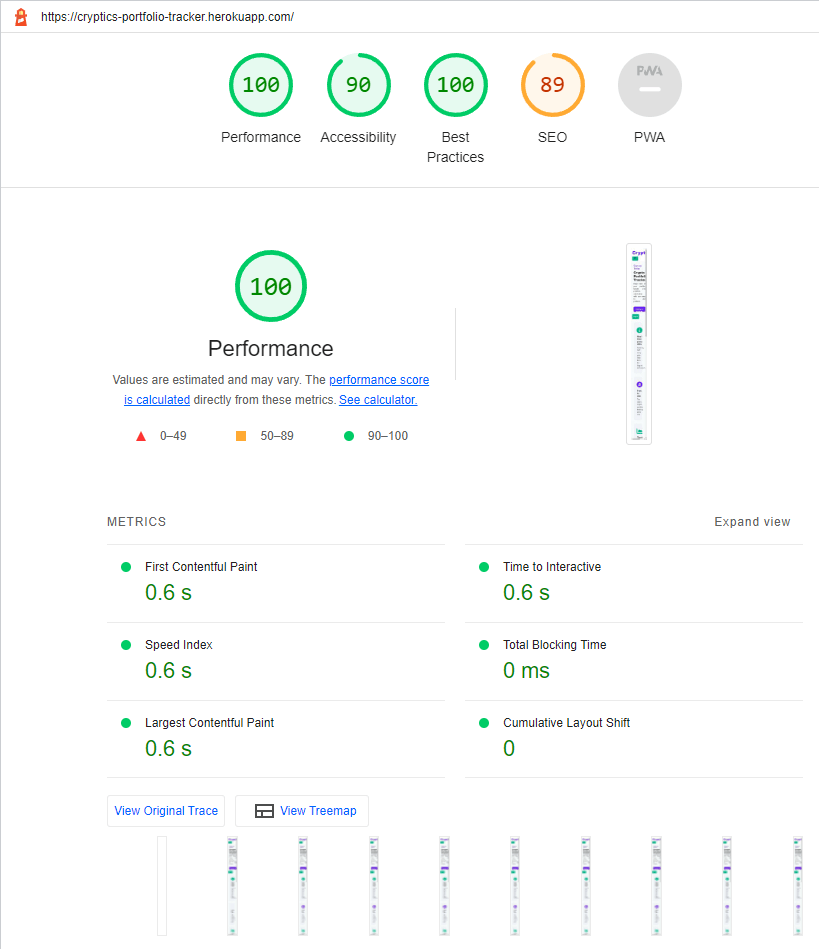 https://cryptics-portfolio-tracker.herokuapp.com/
100 90 100 89 PWA
Performance Accessibility Best Practices SEO PWA
100
Performance
Values are estimated and may vary. The performance score
is calculated directly from these metrics. See calculator.
0–49 50–89 90–100
METRICS Expand view
First Contentful Paint Time to Interactive
0.6 s 0.6 s
Speed Index Total Blocking Time
0.6 s 0 ms
Largest Contentful Paint Cumulative Layout Shift
0.6 s 0
View Original Trace View Treemap